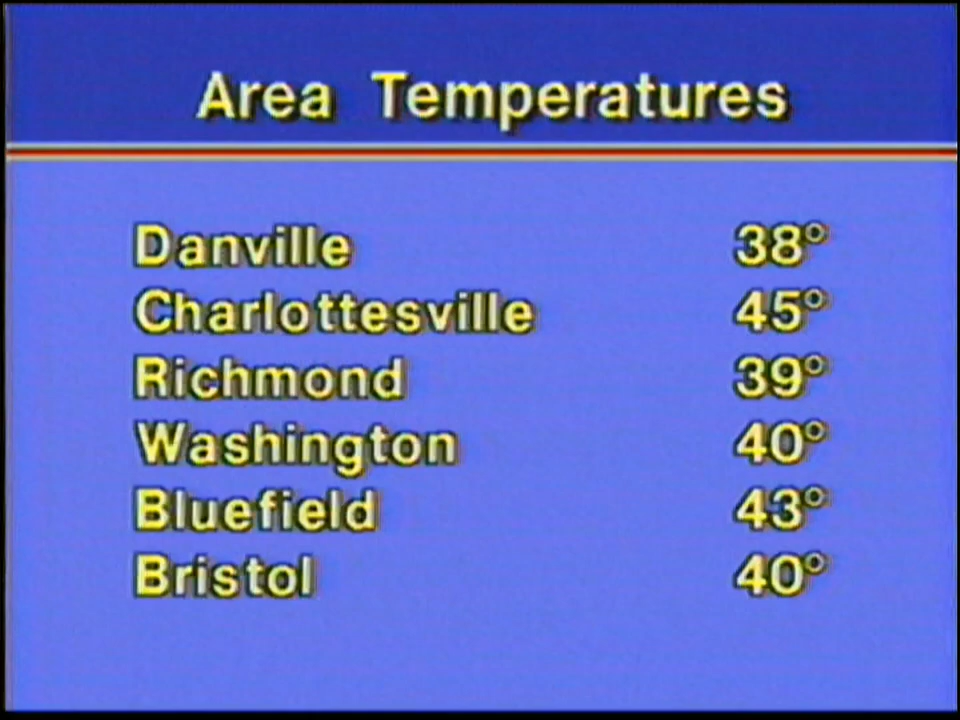 Area Temperatures
Danville 38°
Charlottesville 45°
Richmond 39°
Washington 40°
Bluefield 43°
Bristol 40°